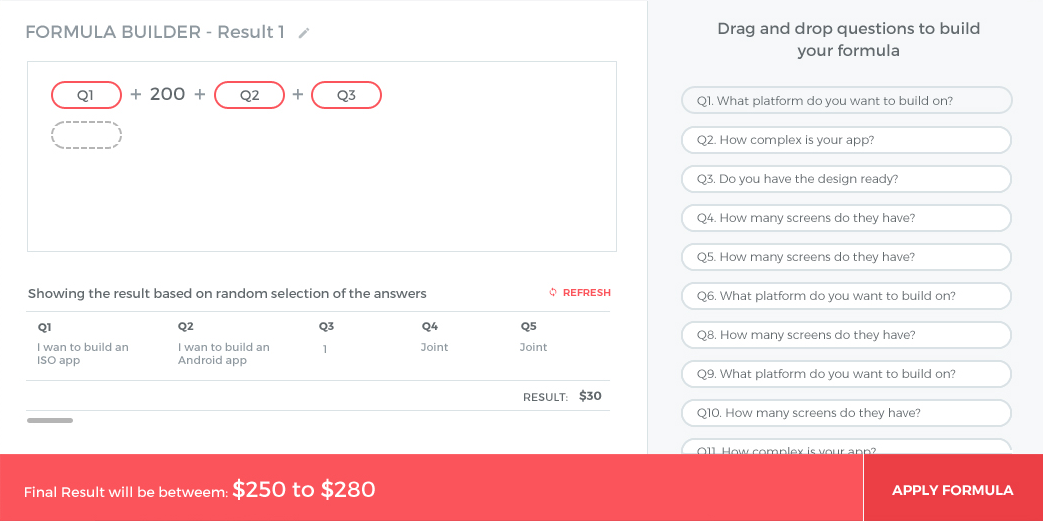 FORMULA BUILDER - Result 1
Q1 + 200 + Q2 + Q3
Showing the result based on random selection of the answers
REFRESH
Q1 Q2 Q3 Q4 Q5
I wan to build an I wan to build an 1 Joint Joint
ISO app Android app
RESULT: $30
Drag and drop questions to build
your formula
Q1. What platform do you want to build on?
Q2. How complex is your app?
Q3. Do you have the design ready?
Q4. How many screens do they have?
Q5. How many screens do they have?
Q6. What platform do you want to build on?
Q8. How many screens do they have?
Q9. What platform do you want to build on?
Q10. How many screens do they have?
Q11. How complex is your app?
Final Result will be betweem: $250 to $280
APPLY FORMULA